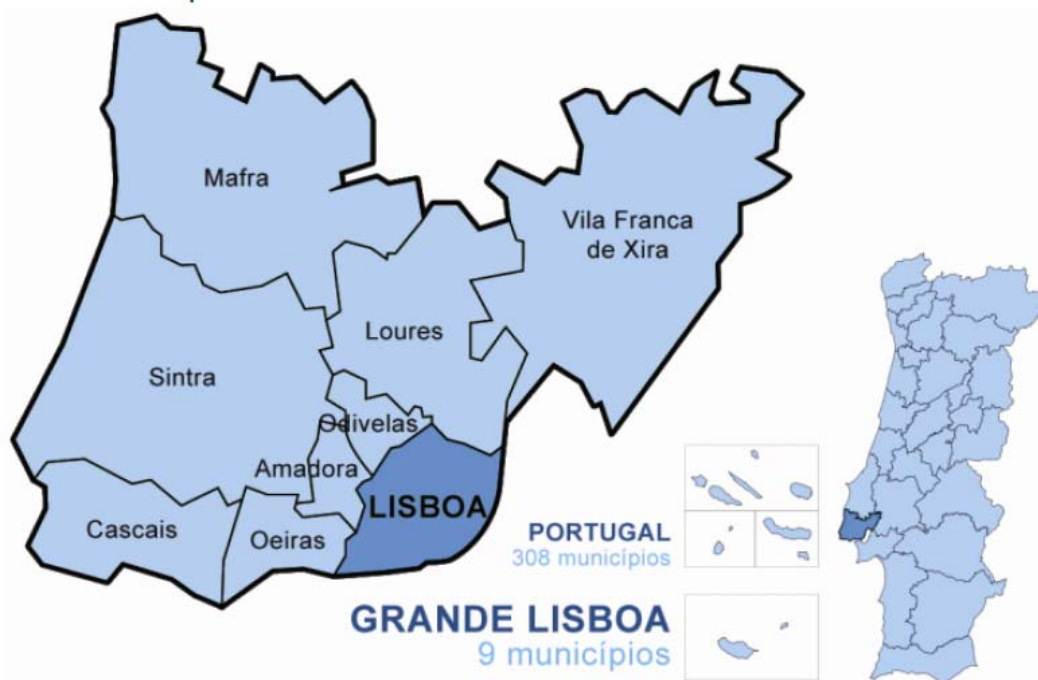 Mafra
Vila Franca
de Xira
Loures
Sintra
Odivelas
Amadora
LISBOA
Cascais
Oeiras
PORTUGAL
308 municípios
GRANDE LISBOA
9 municípios